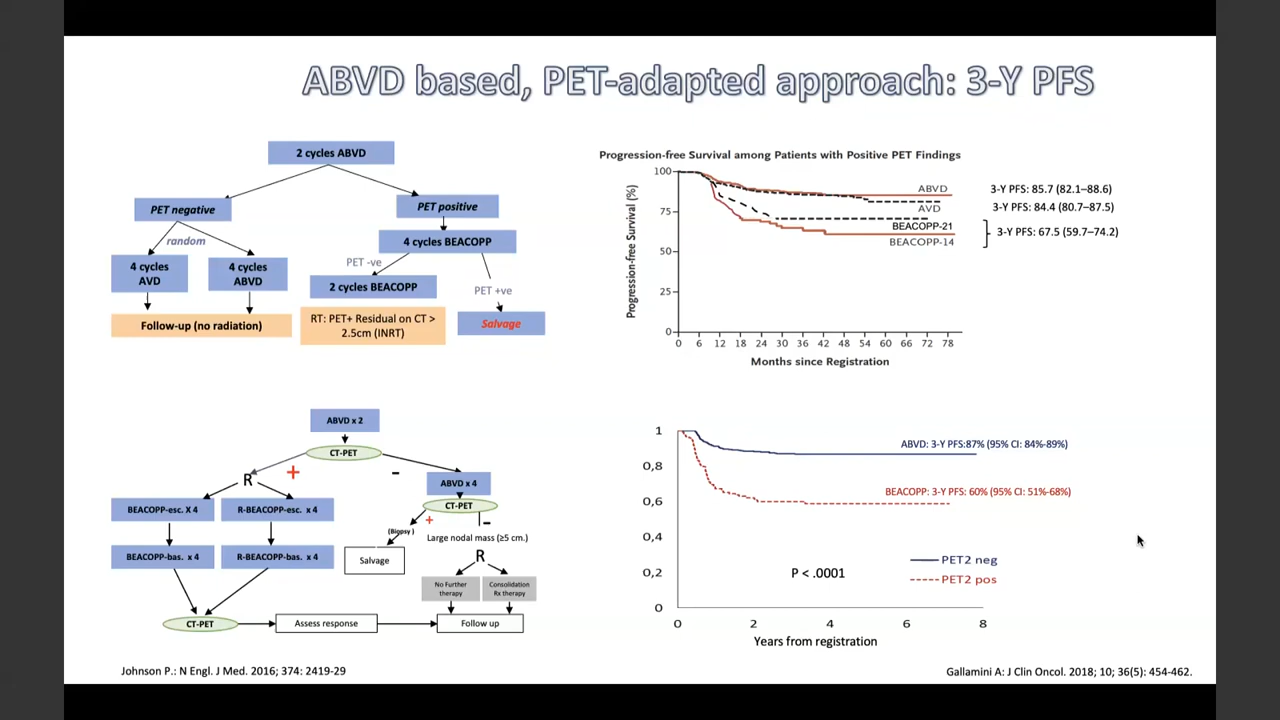 ABVD based, PET-adapted approach: 3-Y PFS
2 cycles ABVD
PET negative
PET positive
random
4 cycles BEACOPP
4 cycles
AVD
4 cycles
ABVD
PET -ve
2 cycles BEACOPP
PET +ve
Follow-up (no radiation)
RT: PET+ Residual on CT >
2.5cm (INRT)
Salvage
Progression-free Survival among Patients with Positive PET Findings
Progression-free Survival (%)
100
75
50
25
0
ABVD
AVD
BEACOPP-21
BEACOPP-14
3-Y PFS: 85.7 (82.1–88.6)
3-Y PFS: 84.4 (80.7–87.5)
3-Y PFS: 67.5 (59.7–74.2)
0 6 12 18 24 30 36 42 48 54 60 66 72 78
Months since Registration
ABVD x 2
CT-PET
+
-
R
ABVD x 4
CT-PET
BEACOPP-esc. X 4
R-BEACOPP-esc. x 4
+
-
(Biopsy )
Large nodal mass (≥5 cm.)
BEACOPP-bas. x 4
R-BEACOPP-bas. x 4
Salvage
R
No Further
therapy
Consolidation
Rx therapy
CT-PET
Assess response
Follow up
1
0,8
0,6
0,4
0,2
0
ABVD: 3-Y PFS:87% (95% CI: 84%-89%)
BEACOPP: 3-Y PFS: 60% (95% CI: 51%-68%)
P < .0001
PET2 neg
PET2 pos
0 2 4 6 8
Years from registration
Johnson P.: N Engl. J Med. 2016; 374: 2419-29
Gallamini A: J Clin Oncol. 2018; 10; 36(5): 454-462.